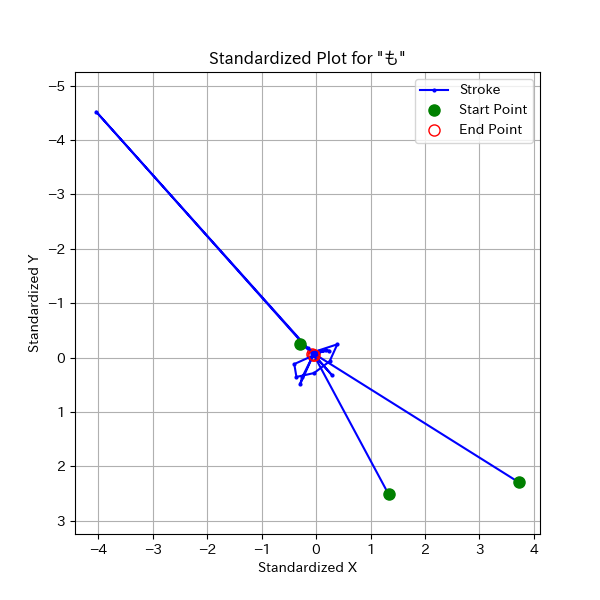 Standardized Plot for "も"
Stroke
Start Point
End Point
Standardized Y
−5
−4
−3
−2
−1
0
1
2
3
−4 −3 −2 −1 0 1 2 3 4
Standardized X